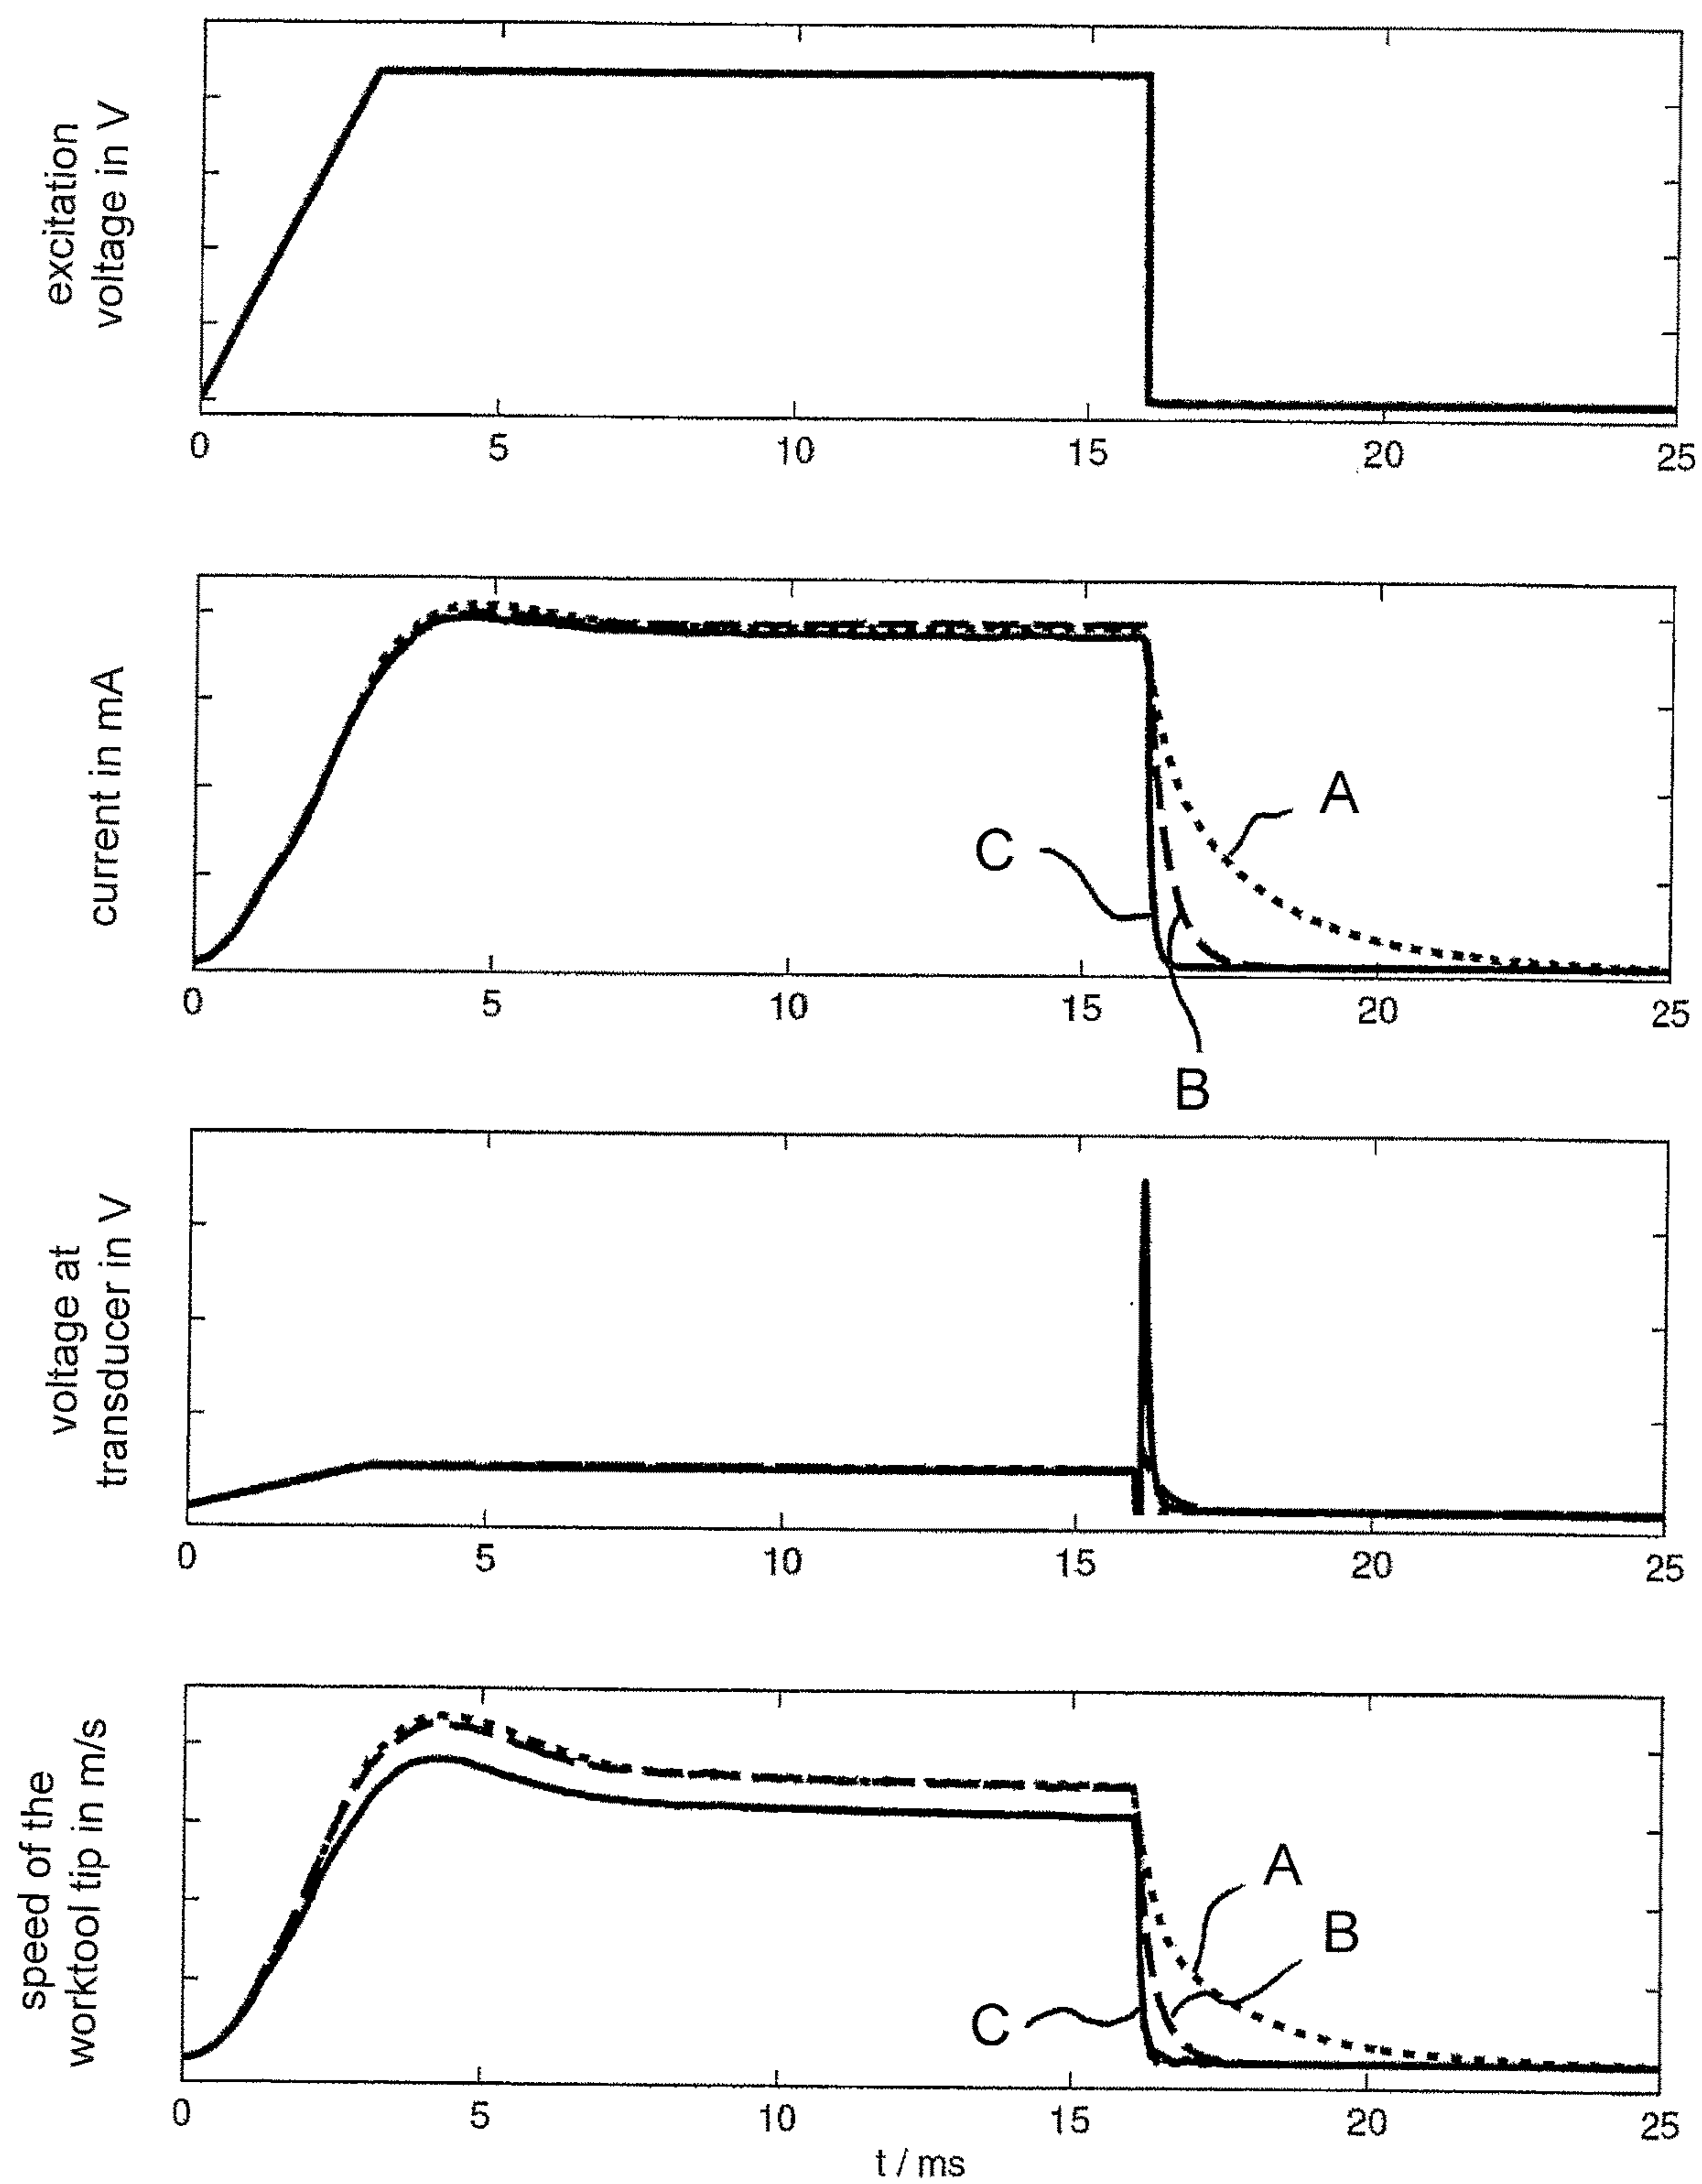 excitation
voltage in V
0 5 10 15 20 25
current in mA
A
C
0 5 10 15 20 25
B
voltage at
transducer in V
0 5 10 15 20 25
speed of the
worktool tip in m/s
A
B
C
0 5 10 15 20 25
t / ms